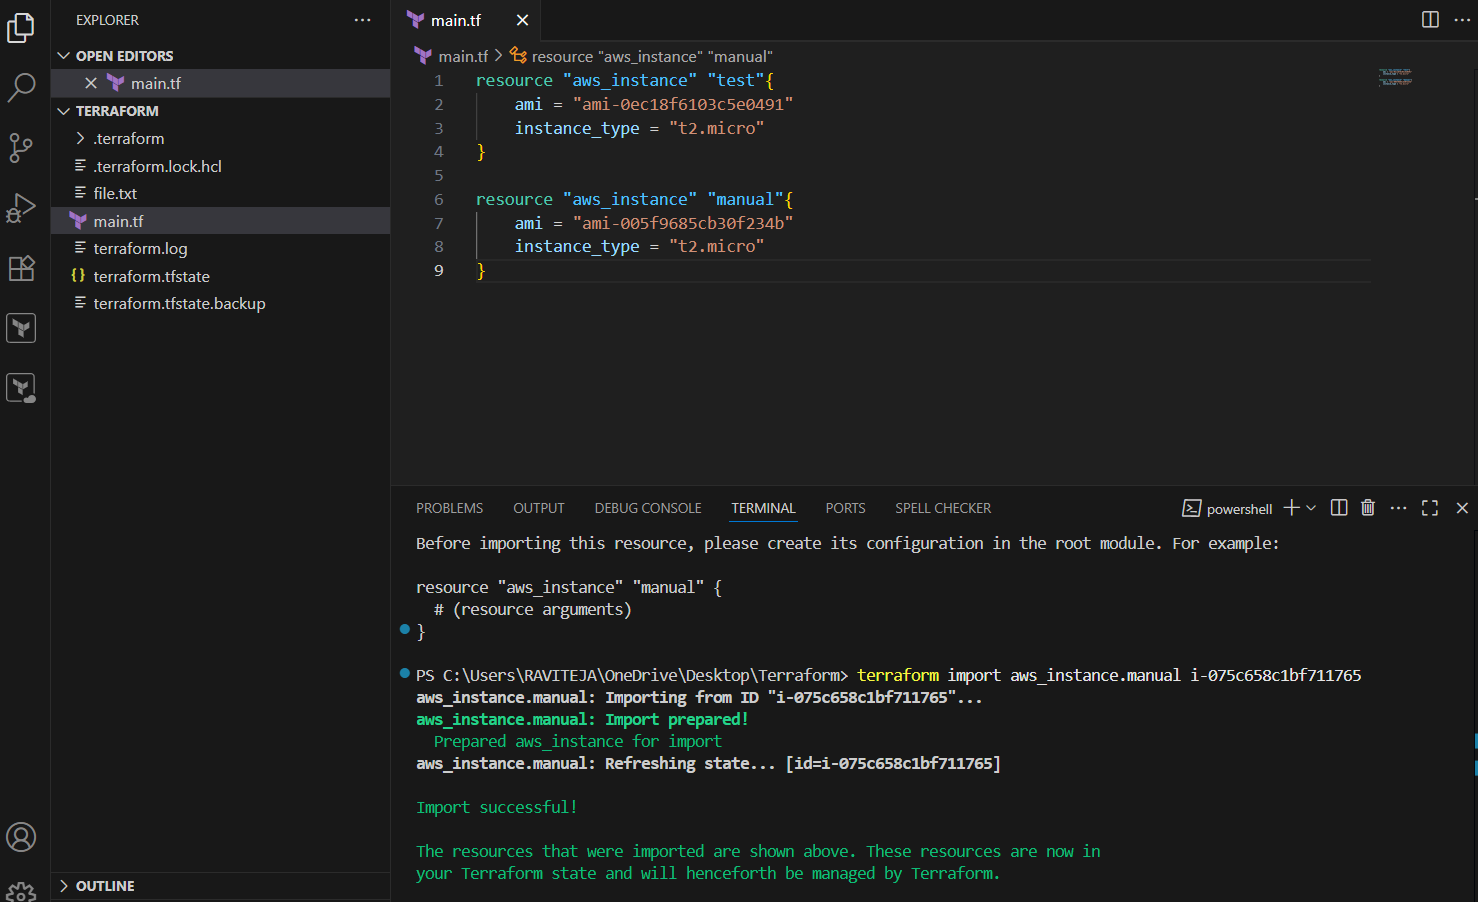 EXPLORER
OPEN EDITORS
main.tf
TERRAFORM
.terraform
.terraform.lock.hcl
file.txt
main.tf
terraform.log
terraform.tfstate
terraform.tfstate.backup
OUTLINE
main.tf
main.tf > resource "aws_instance" "manual"
1 resource "aws_instance" "test"{
2 ami = "ami-0ec18f6103c5e0491"
3 instance_type = "t2.micro"
4 }
5
6 resource "aws_instance" "manual"{
7 ami = "ami-005f9685cb30f234b"
8 instance_type = "t2.micro"
9 }
PROBLEMS OUTPUT DEBUG CONSOLE TERMINAL PORTS SPELL CHECKER powershell
Before importing this resource, please create its configuration in the root module. For example:
resource "aws_instance" "manual" {
# (resource arguments)
}
PS C:\Users\RAVITEJA\OneDrive\Desktop\Terraform> terraform import aws_instance.manual i-075c658c1bf711765
aws_instance.manual: Importing from ID "i-075c658c1bf711765"...
aws_instance.manual: Import prepared!
Prepared aws_instance for import
aws_instance.manual: Refreshing state... [id=i-075c658c1bf711765]
Import successful!
The resources that were imported are shown above. These resources are now in
your Terraform state and will henceforth be managed by Terraform.